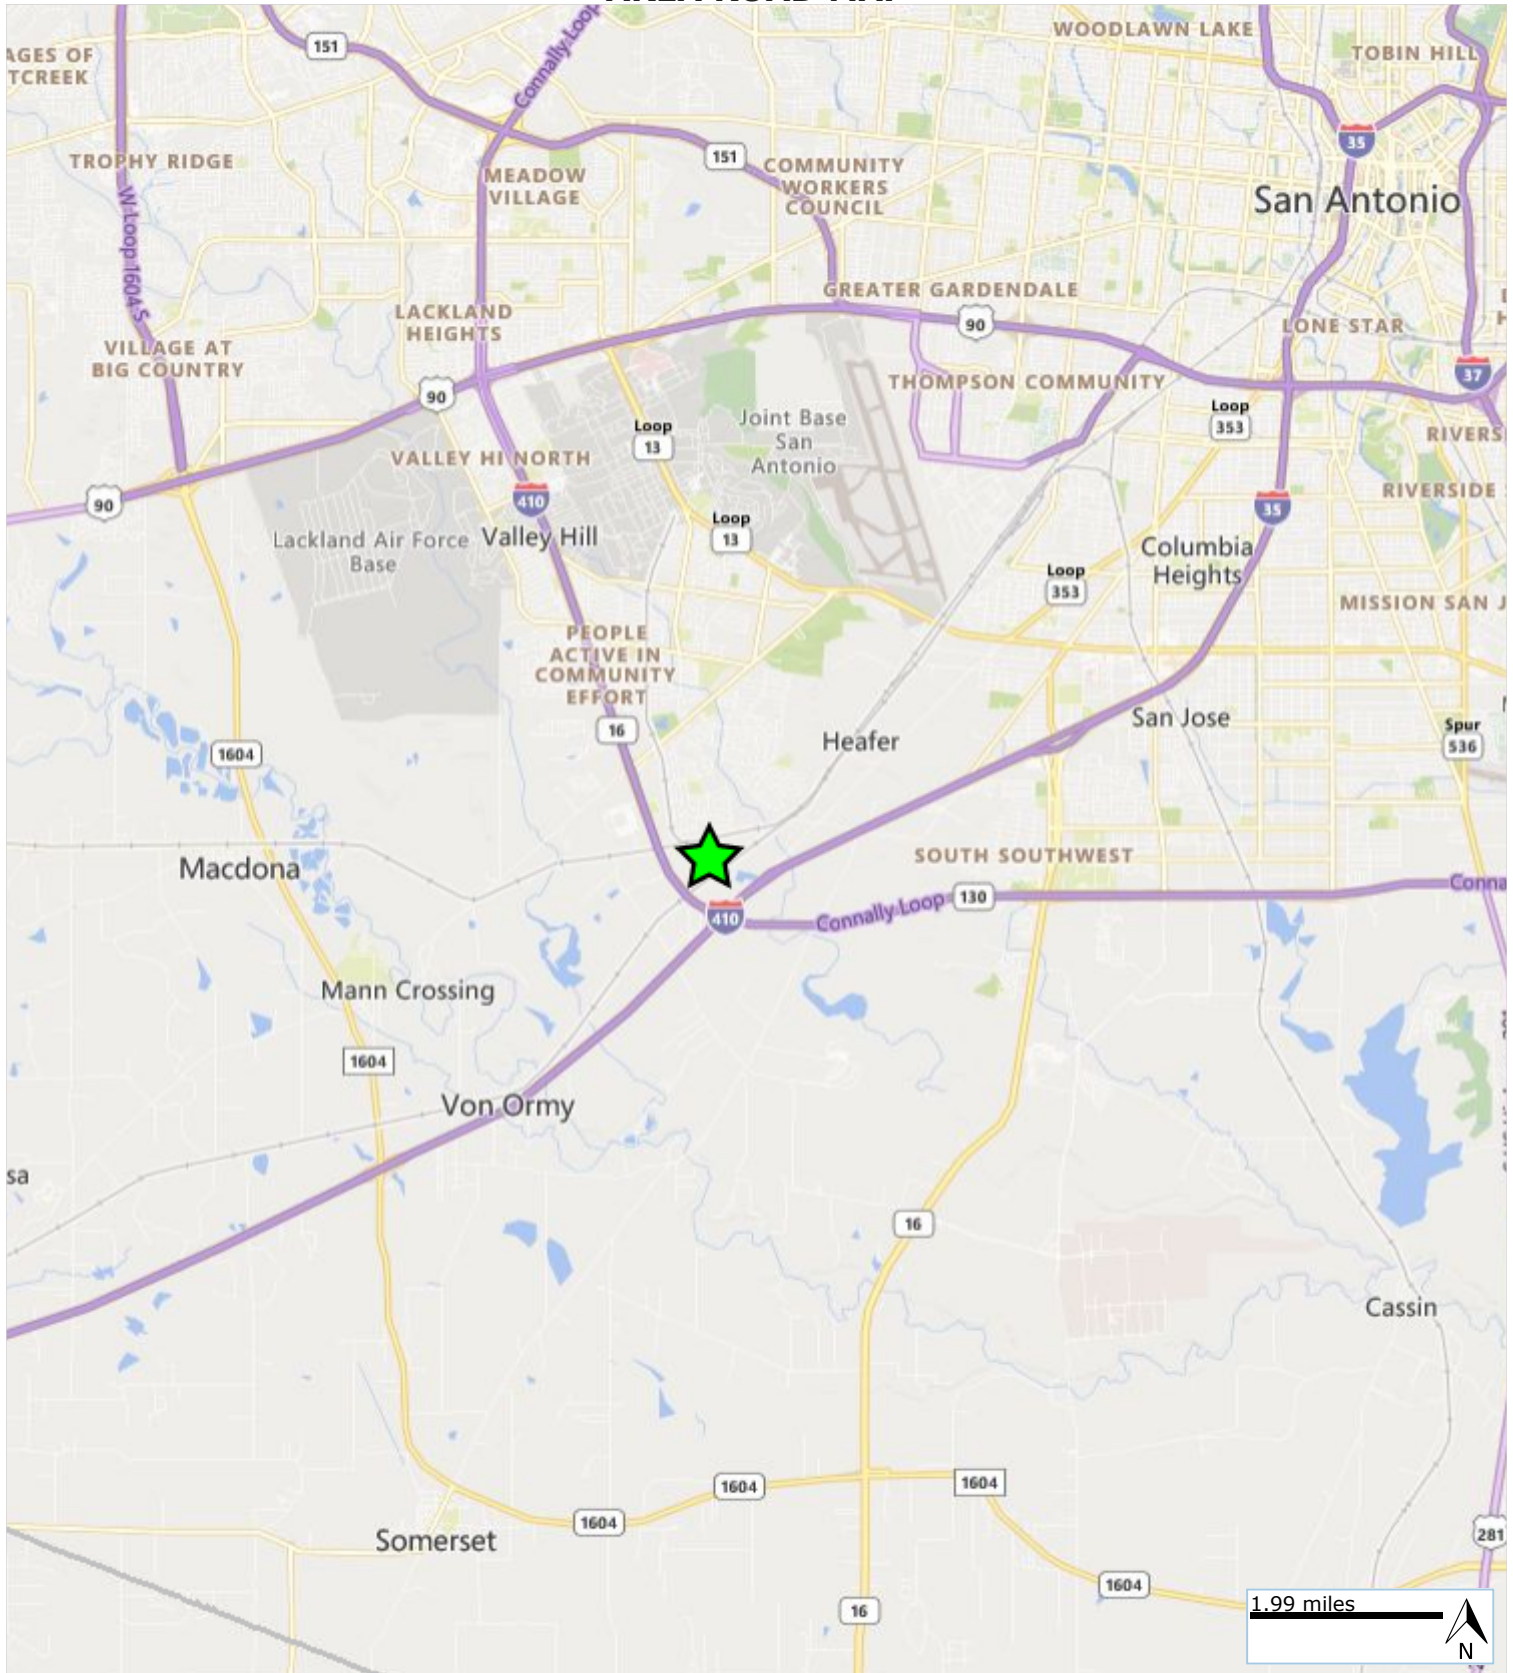 Connally Loop
WOODLAWN LAKE
TOBIN HILL
151
AGES OF
TCREEK
35
151
TROPHY RIDGE
COMMUNITY
WORKERS
COUNCIL
MEADOW
VILLAGE
San Antonio
W Loop 1604 S
GREATER GARDENDALE
LACKLAND
HEIGHTS
90
LONE STAR
VILLAGE AT
BIG COUNTRY
37
THOMPSON COMMUNITY
90
Loop
353
Joint Base
San
Antonio
Loop
13
RIVERS
VALLEY HI NORTH
RIVERSIDE
410
90
35
Loop
13
Lackland Air Force
Base
Valley Hill
Columbia
Heights
Loop
353
MISSION SAN J
PEOPLE
ACTIVE IN
COMMUNITY
EFFORT
San Jose
16
Heafer
Spur
536
1604
Macdona
SOUTH SOUTHWEST
Conna
130
Connally Loop
410
Mann Crossing
1604
Von Ormy
sa
16
Cassin
1604
1604
1604
Somerset
281
1604
16
1.99 miles
N